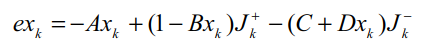 ex_k = -Ax_k + (1 - Bx_k)J_k^+ - (C + Dx_k)J_k^-